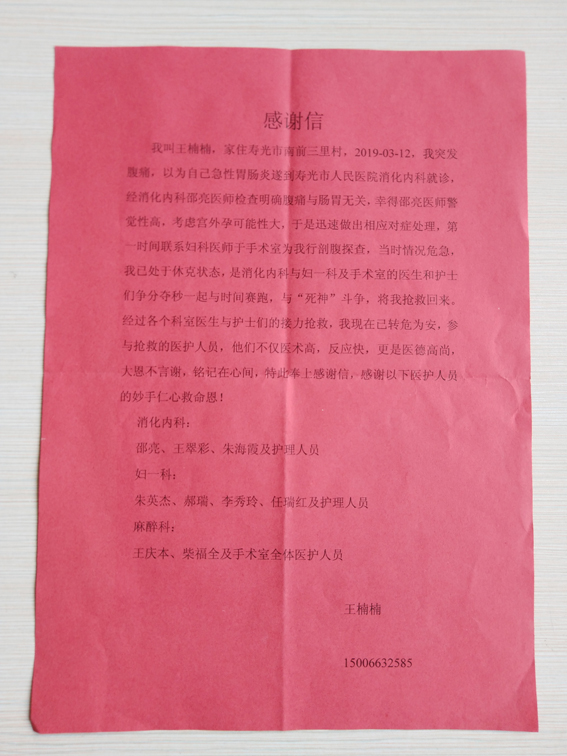 感谢信
我叫王楠楠，家住寿光市南前三里村，2019-03-12，我突发
腹痛，以为自己急性胃肠炎遂到寿光市人民医院消化内科就诊，
经消化内科邵亮医师检查明确腹痛与肠胃无关，幸得邵亮医师警
觉性高，考虑宫外孕可能性大，于是迅速做出相应对症处理，第
一时间联系妇科医师于手术室为我行剖腹探查，当时情况危急，
我已处于休克状态，是消化内科与妇一科及手术室的医生和护士
们争分夺秒一起与时间赛跑，与“死神”斗争，将我抢救回来。
经过各个科室医生与护士们的接力抢救，我现在已转危为安，参
与抢救的医护人员，他们不仅医术高，反应快，更是医德高尚，
大恩不言谢，铭记在心间，特此奉上感谢信，感谢以下医护人员
的妙手仁心救命恩！
消化内科：
邵亮、王翠彩、朱海霞及护理人员
妇一科：
朱英杰、郝瑞、李秀玲、任瑞红及护理人员
麻醉科：
王庆本、柴福全及手术室全体医护人员
王楠楠
15006632585